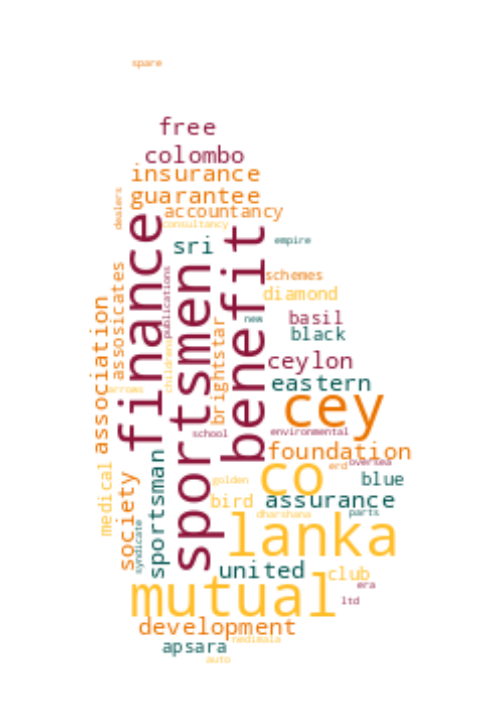 spare
free
colombo
insurance
guarantee
dealers
accountancy
consultancy
finance
sri
benefit
empire
sportsmen
publications
schemes
assosicates
diamond
association
new
basil
brightstar
black
children
ceylon
eastern
arrows
cey
school
environmental
foundation
sportsman
co
erd
oversea
medical
society
golden
blue
bird
assurance
dharshana
parts
syndicate
lanka
united
club
era
mutual
ltd
development
nedimala
apsara
auto